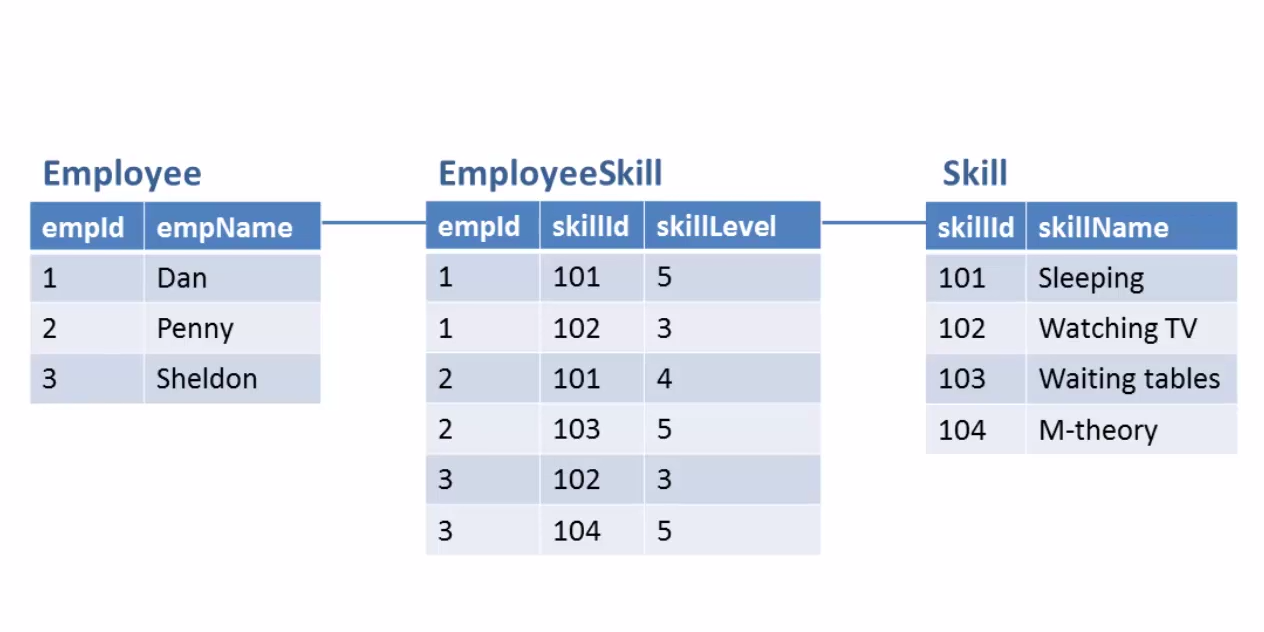 Employee
empId empName
1 Dan
2 Penny
3 Sheldon
EmployeeSkill
empId skillId skillLevel
1 101 5
1 102 3
2 101 4
2 103 5
3 102 3
3 104 5
Skill
skillId skillName
101 Sleeping
102 Watching TV
103 Waiting tables
104 M-theory